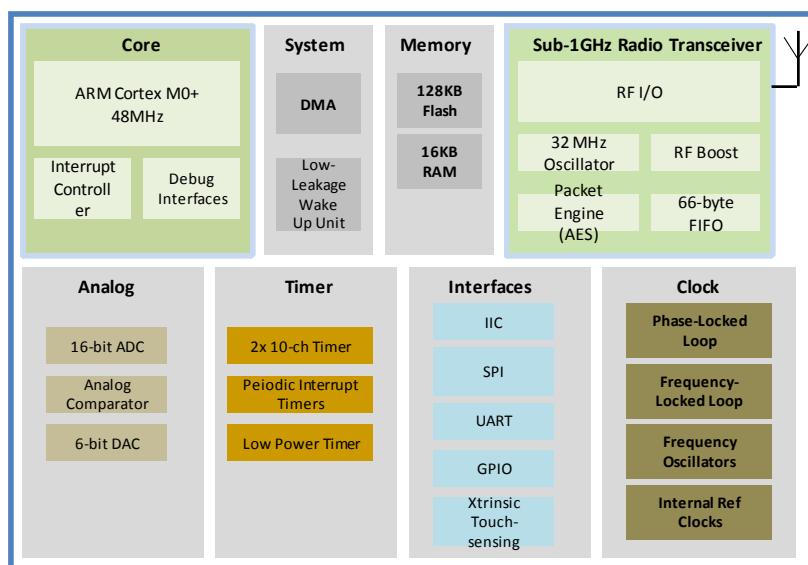 Core
ARM Cortex M0+
48MHz
Interrupt
Controll
er
Debug
Interfaces
System
DMA
Low-
Leakage
Wake
Up Unit
Memory
128KB
Flash
16KB
RAM
Sub-1GHz Radio Transceiver
RF I/O
32 MHz
Oscillator
RF Boost
Packet
Engine
(AES)
66-byte
FIFO
Analog
16-bit ADC
Analog
Comparator
6-bit DAC
Timer
2x 10-ch Timer
Peiodic Interrupt
Timers
Low Power Timer
Interfaces
IIC
SPI
UART
GPIO
Xtrinsic
Touch-
sensing
Clock
Phase-Locked
Loop
Frequency-
Locked Loop
Frequency
Oscillators
Internal Ref
Clocks